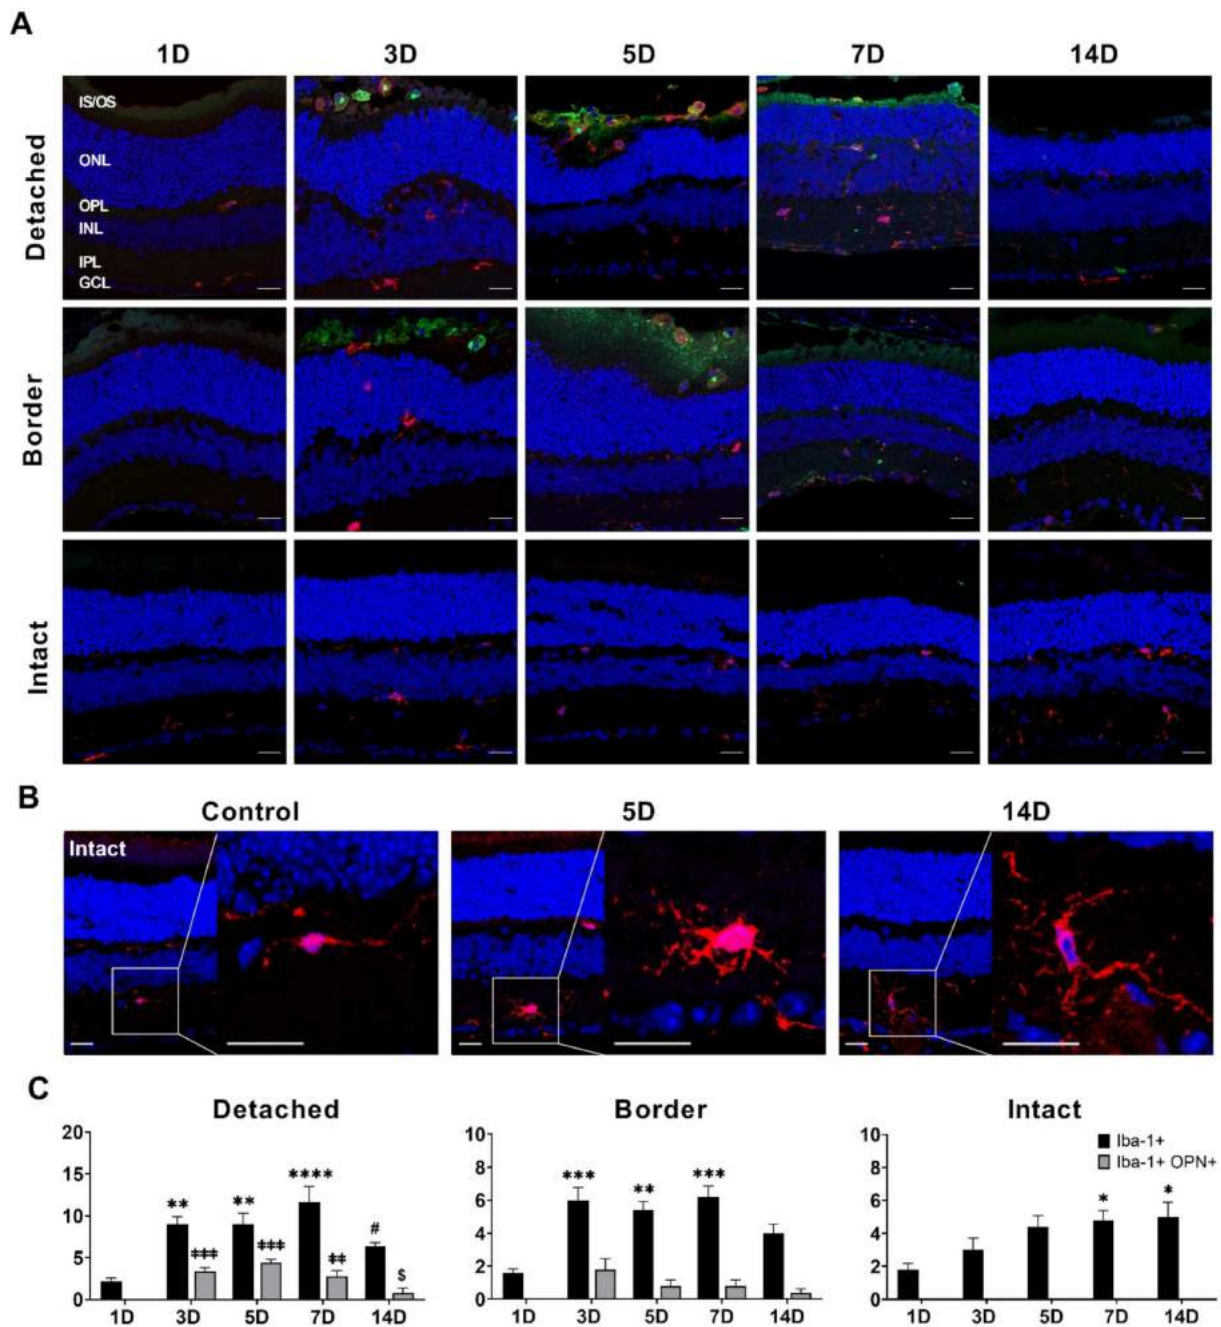 A
1D 3D 5D 7D 14D
Detached
IS/OS
ONL
OPL
INL
IPL
GCL
Border
Intact
B
Control 5D 14D
Intact
C
Detached Border Intact
Iba-1+
Iba-1+ OPN+
20
15
10
5
0
** ** **** #
‡‡‡ ‡‡‡ ‡‡ $
1D 3D 5D 7D 14D
10
8
6
4
2
0
*** ** ***
1D 3D 5D 7D 14D
10
8
6
4
2
0
* *
1D 3D 5D 7D 14D